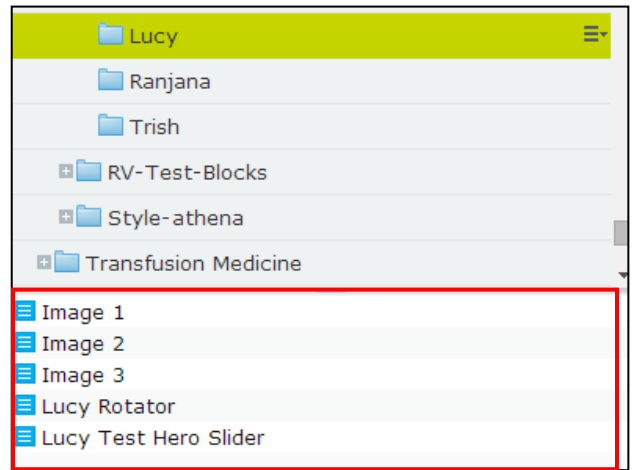 Lucy
Ranjana
Trish
RV-Test-Blocks
Style-athena
Transfusion Medicine
Image 1
Image 2
Image 3
Lucy Rotator
Lucy Test Hero Slider